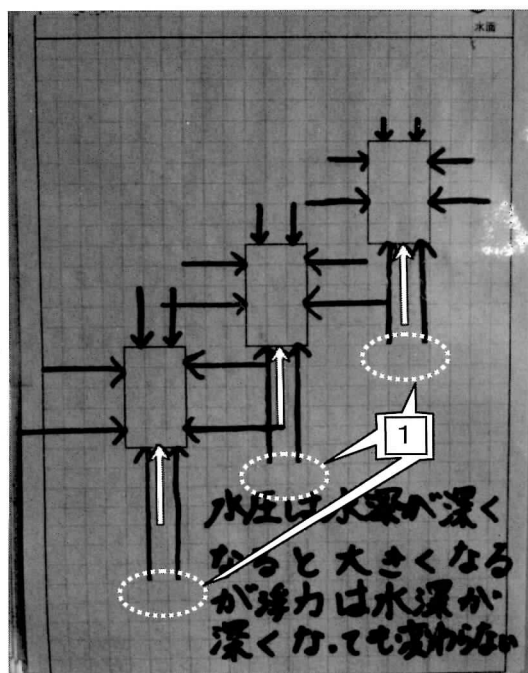 水面
1
水圧は水深が深く
なると大きくなる
が浮力は水深が
深くなっても変わらない